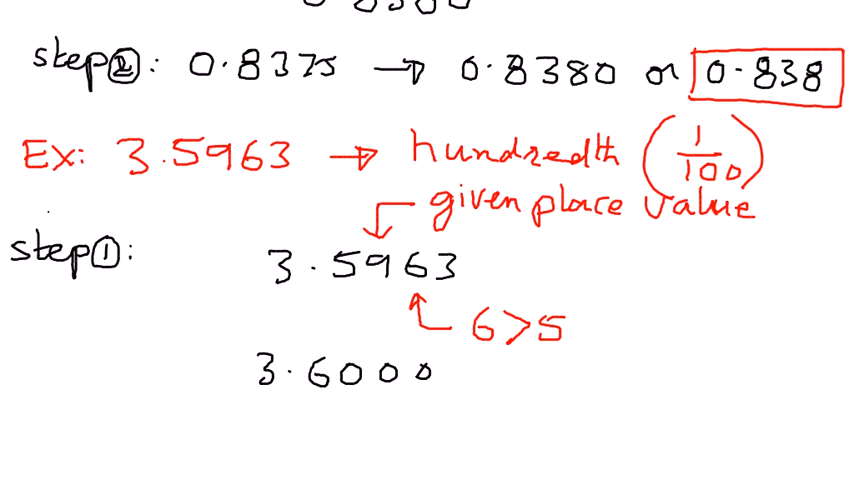 step②: 0.8375 → 0.8380 or 0.838
Ex: 3.5963 → hundredth (1/100)
given place value
step①: 3.5963
6>5
3.6000